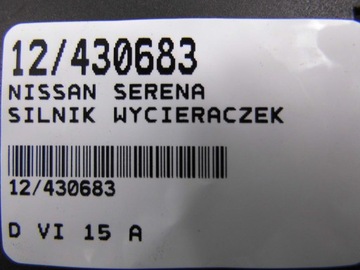 12/430683
NISSAN SERENA
SILNIK WYCIERACZEK
12/430683
D VI 15 A